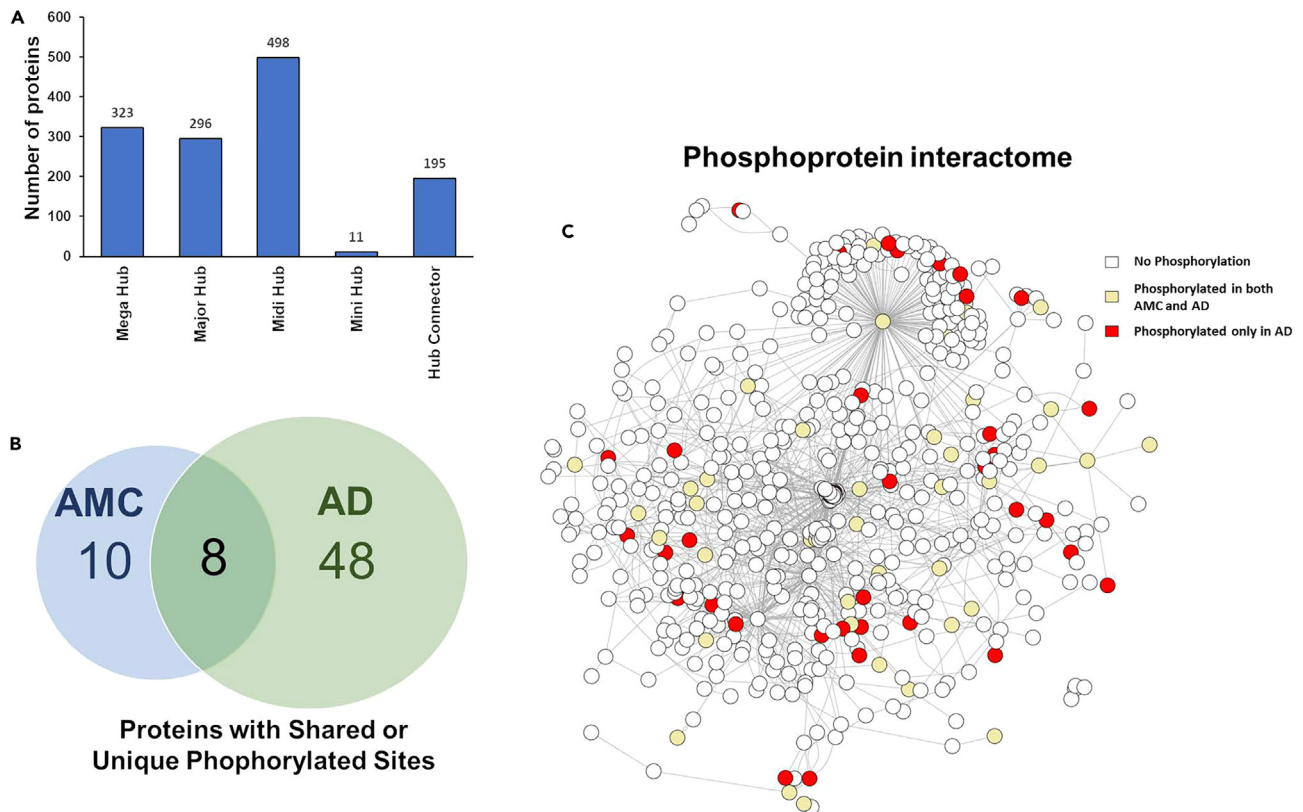 A
Number of proteins
600
500
400
300
200
100
0
323
296
498
11
195
Mega Hub
Major Hub
Midi Hub
Mini Hub
Hub Connector
B
AMC
10
8
AD
48
Proteins with Shared or
Unique Phophorylated Sites
Phosphoprotein interactome
C
No Phosphorylation
Phosphorylated in both
AMC and AD
Phosphorylated only in AD